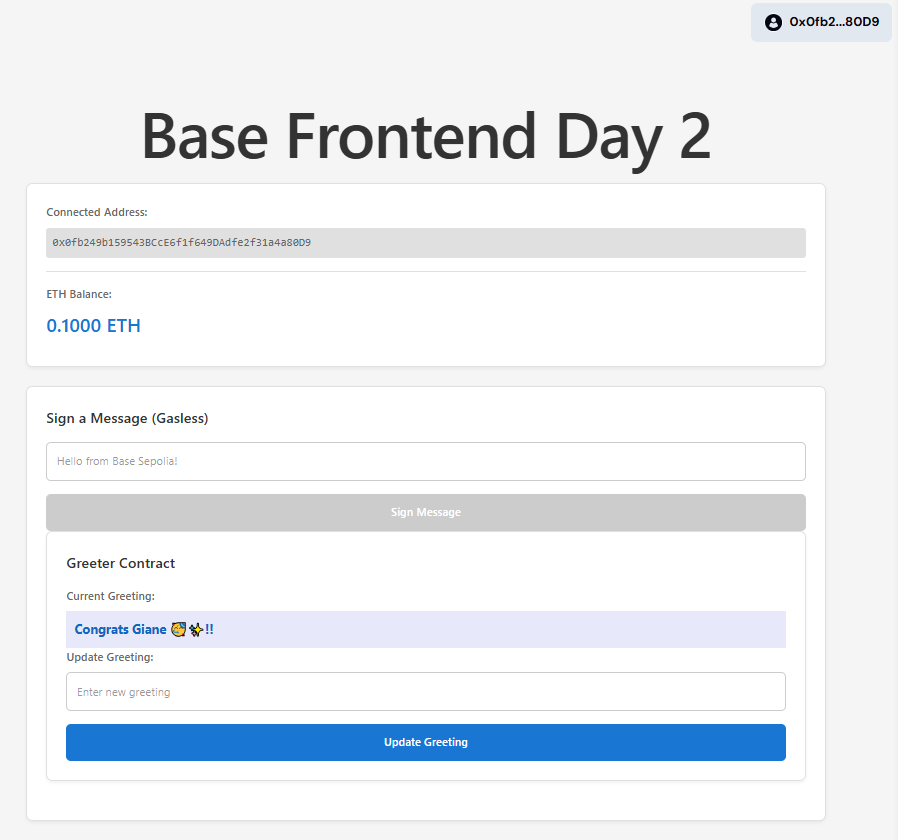 0x0fb2...80D9
Base Frontend Day 2
Connected Address:
0x0fb249b159543BCcE6f1f649DAdfe2f31a4a80D9
ETH Balance:
0.1000 ETH
Sign a Message (Gasless)
Hello from Base Sepolia!
Sign Message
Greeter Contract
Current Greeting:
Congrats Giane 🥳✨!!
Update Greeting:
Enter new greeting
Update Greeting